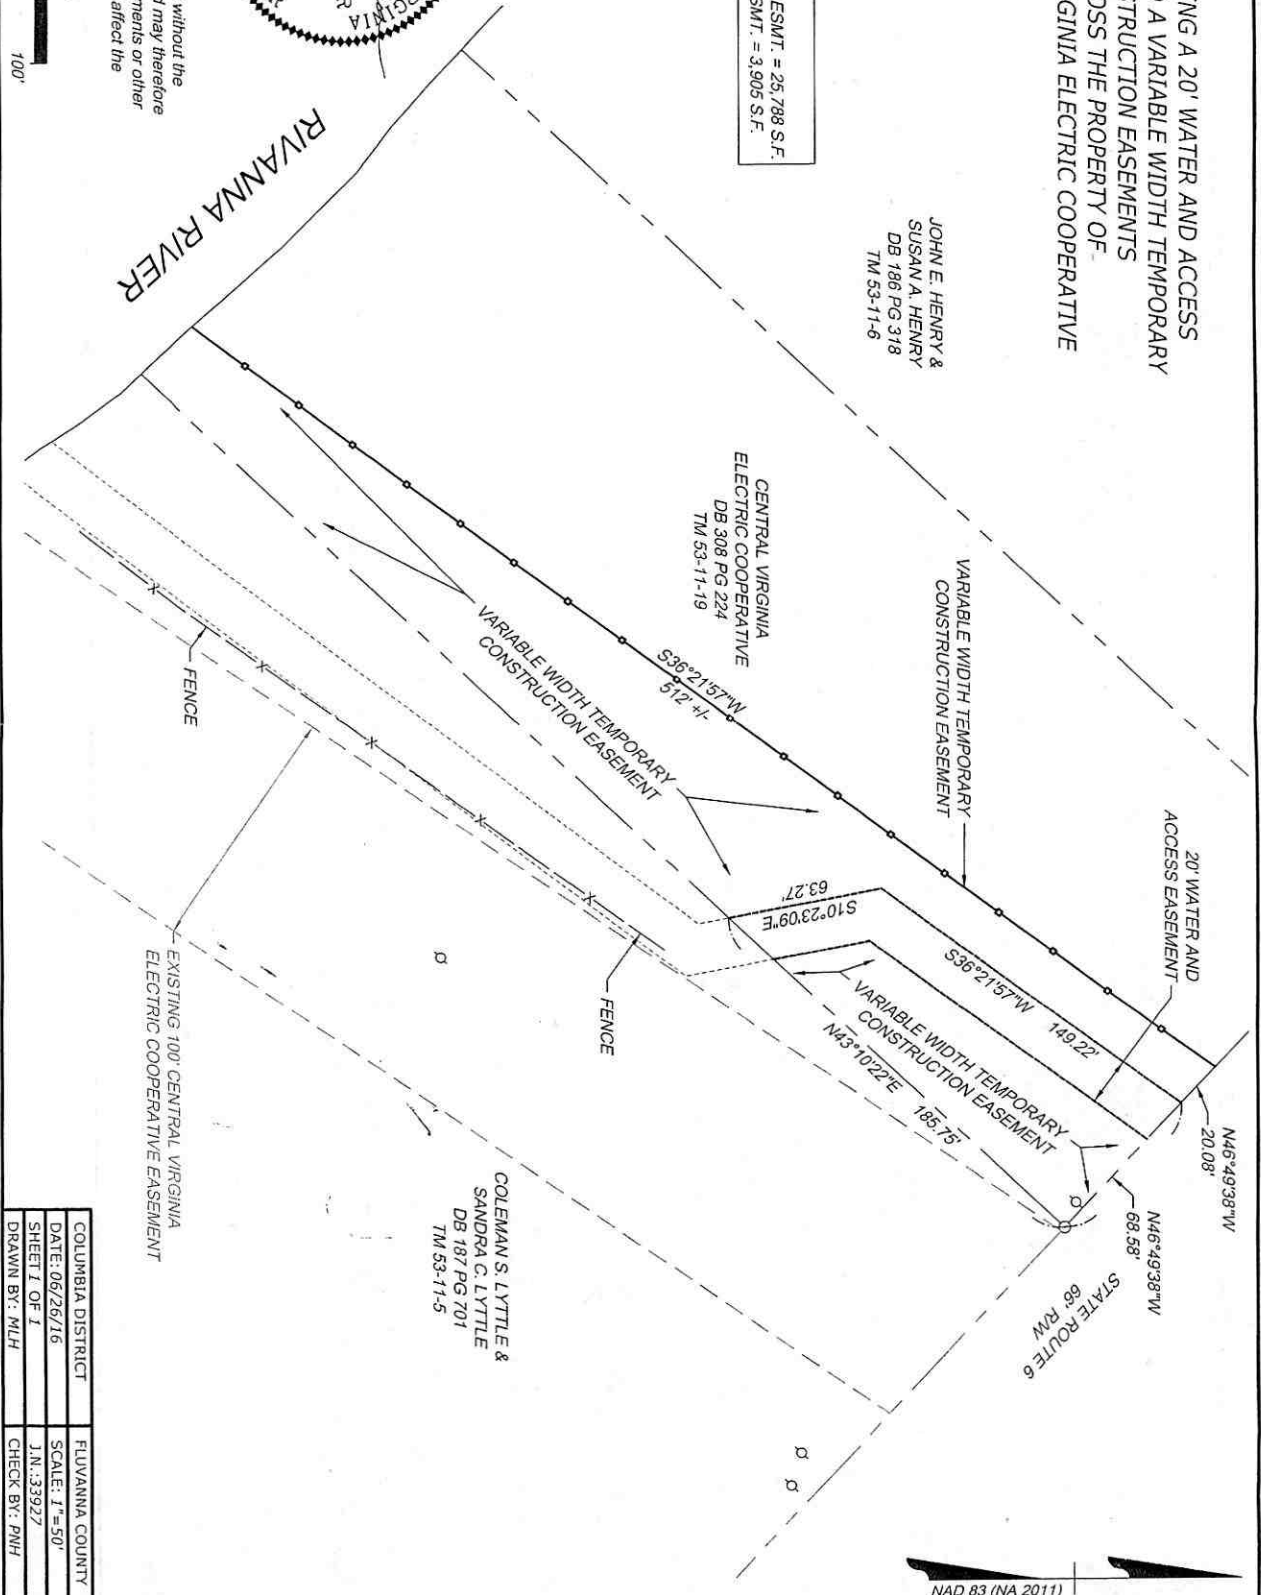 NG A 20' WATER AND ACCESS
A VARIABLE WIDTH TEMPORARY
STRUCTION EASEMENTS
OSS THE PROPERTY OF
GINIA ELECTRIC COOPERATIVE
ESMT. = 25,788 S.F.
SMT. = 3,905 S.F.
without the
d may therefore
ments or other
affect the
100'
RIVANNA RIVER
JOHN E. HENRY &
SUSAN A. HENRY
DB 186 PG 318
TM 53-11-6
CENTRAL VIRGINIA
ELECTRIC COOPERATIVE
DB 308 PG 224
TM 53-11-19
VARIABLE WIDTH TEMPORARY
CONSTRUCTION EASEMENT
20' WATER AND
ACCESS EASEMENT
S36°21'57"W
512' +/-
VARIABLE WIDTH TEMPORARY
CONSTRUCTION EASEMENT
63.27'
S10°23'09"E
S36°21'57"W 149.22'
VARIABLE WIDTH TEMPORARY
CONSTRUCTION EASEMENT
N43°10'22"E 185.75'
N46°49'38"W
20.08'
N46°49'38"W
68.58'
STATE ROUTE 6
66' R/W
FENCE
FENCE
EXISTING 100' CENTRAL VIRGINIA
ELECTRIC COOPERATIVE EASEMENT
COLEMAN S. LYTTLE &
SANDRA C. LYTTLE
DB 187 PG 701
TM 53-11-5
NAD 83 (NA 2011)
COLUMBIA DISTRICT FLUVANNA COUNTY
DATE: 06/26/16 SCALE: 1"=50'
SHEET 1 OF 1 J.N.:33927
DRAWN BY: MLH CHECK BY: PNH